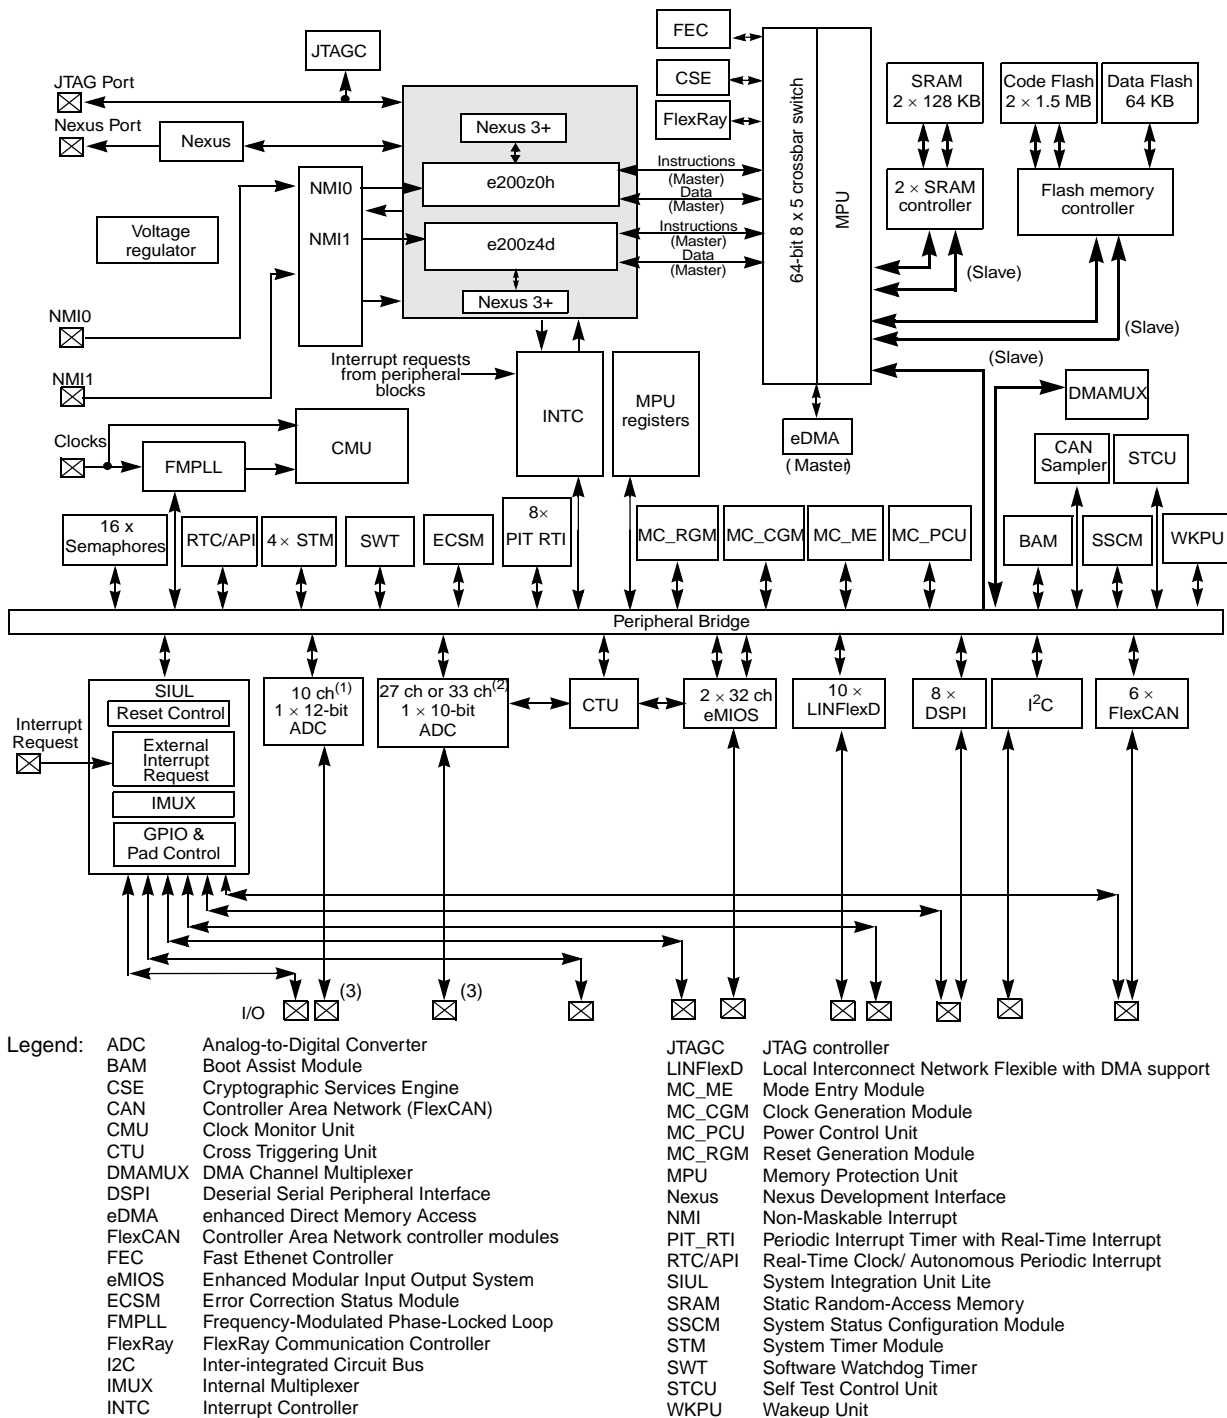 JTAGC
FEC
JTAG Port
CSE
SRAM
2 × 128 KB
Code Flash
2 × 1.5 MB
Data Flash
64 KB
Nexus Port
Nexus
Nexus 3+
FlexRay
64-bit 8 x 5 crossbar switch
MPU
NMI0
e200z0h
Instructions
(Master)
Data
(Master)
2 × SRAM
controller
Flash memory
controller
Voltage
regulator
NMI1
e200z4d
Instructions
(Master)
Data
(Master)
(Slave)
Nexus 3+
NMI0
(Slave)
Interrupt requests
from peripheral
blocks
(Slave)
NMI1
INTC
MPU
registers
DMAMUX
Clocks
CMU
eDMA
(Master)
CAN
Sampler
STCU
FMPLL
16 x
Semaphores
RTC/API
4 × STM
SWT
ECSM
8×
PIT RTI
MC_RGM
MC_CGM
MC_ME
MC_PCU
BAM
SSCM
WKPU
Peripheral Bridge
SIUL
Reset Control
10 ch(1)
1 × 12-bit
ADC
27 ch or 33 ch(2)
1 × 10-bit
ADC
CTU
2 × 32 ch
eMIOS
10 ×
LINFlexD
8 ×
DSPI
I2C
6 ×
FlexCAN
Interrupt
Request
External
Interrupt
Request
IMUX
GPIO &
Pad Control
(3)
(3)
I/O
Legend:
ADC Analog-to-Digital Converter
BAM Boot Assist Module
CSE Cryptographic Services Engine
CAN Controller Area Network (FlexCAN)
CMU Clock Monitor Unit
CTU Cross Triggering Unit
DMAMUX DMA Channel Multiplexer
DSPI Deserial Serial Peripheral Interface
eDMA enhanced Direct Memory Access
FlexCAN Controller Area Network controller modules
FEC Fast Ethenet Controller
eMIOS Enhanced Modular Input Output System
ECSM Error Correction Status Module
FMPLL Frequency-Modulated Phase-Locked Loop
FlexRay FlexRay Communication Controller
I2C Inter-integrated Circuit Bus
IMUX Internal Multiplexer
INTC Interrupt Controller
JTAGC JTAG controller
LINFlexD Local Interconnect Network Flexible with DMA support
MC_ME Mode Entry Module
MC_CGM Clock Generation Module
MC_PCU Power Control Unit
MC_RGM Reset Generation Module
MPU Memory Protection Unit
Nexus Nexus Development Interface
NMI Non-Maskable Interrupt
PIT_RTI Periodic Interrupt Timer with Real-Time Interrupt
RTC/API Real-Time Clock/ Autonomous Periodic Interrupt
SIUL System Integration Unit Lite
SRAM Static Random-Access Memory
SSCM System Status Configuration Module
STM System Timer Module
SWT Software Watchdog Timer
STCU Self Test Control Unit
WKPU Wakeup Unit